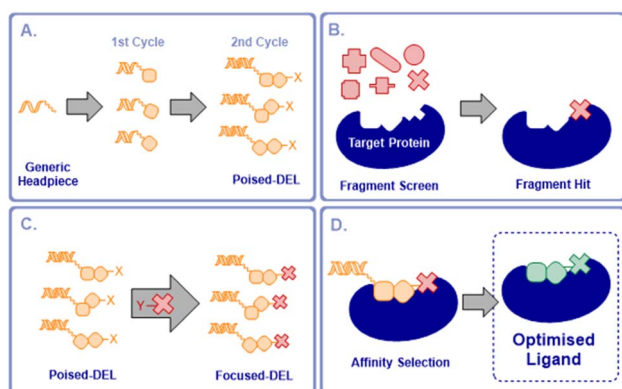 A.
1st Cycle
2nd Cycle
X
X
X
Generic
Headpiece
Poised-DEL
B.
Target Protein
Fragment Screen
Fragment Hit
C.
X
X
X
Y
Poised-DEL
Focused-DEL
D.
Affinity Selection
Optimised
Ligand